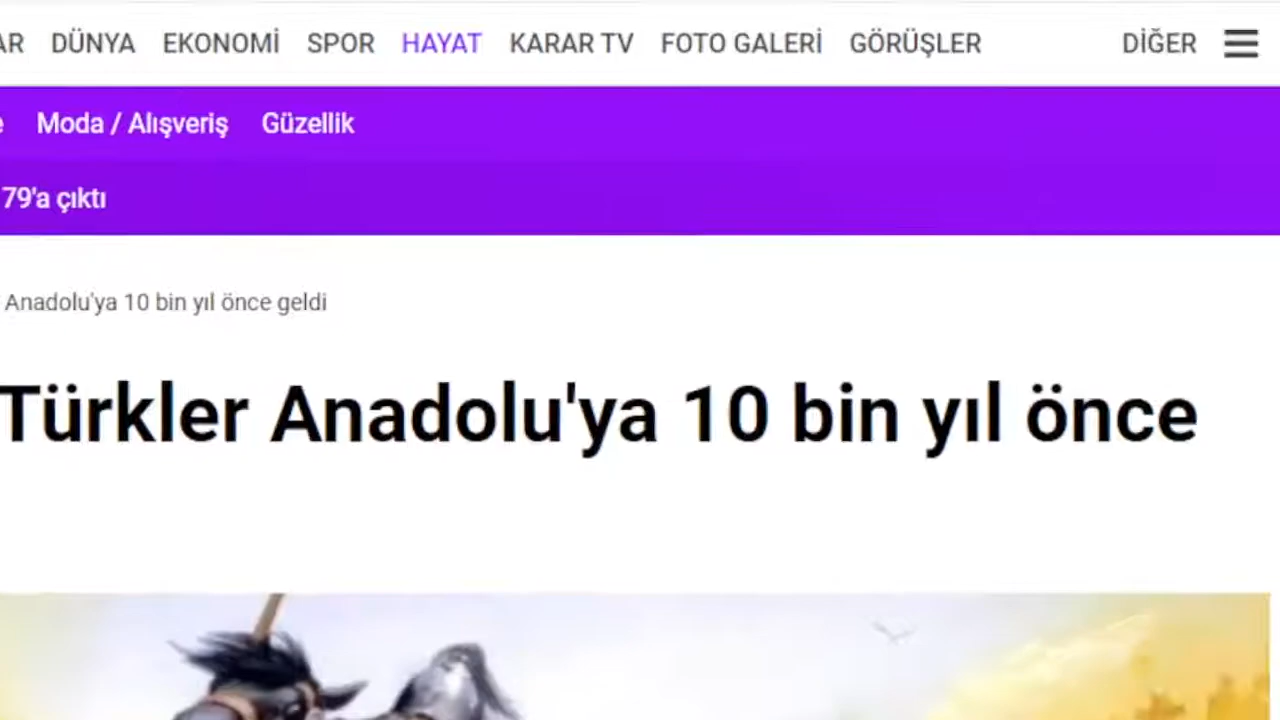 DÜNYA EKONOMİ SPOR HAYAT KARAR TV FOTO GALERİ GÖRÜŞLER DİĞER
Moda / Alışveriş Güzellik
79'a çıktı
Anadolu'ya 10 bin yıl önce geldi
Türkler Anadolu'ya 10 bin yıl önce